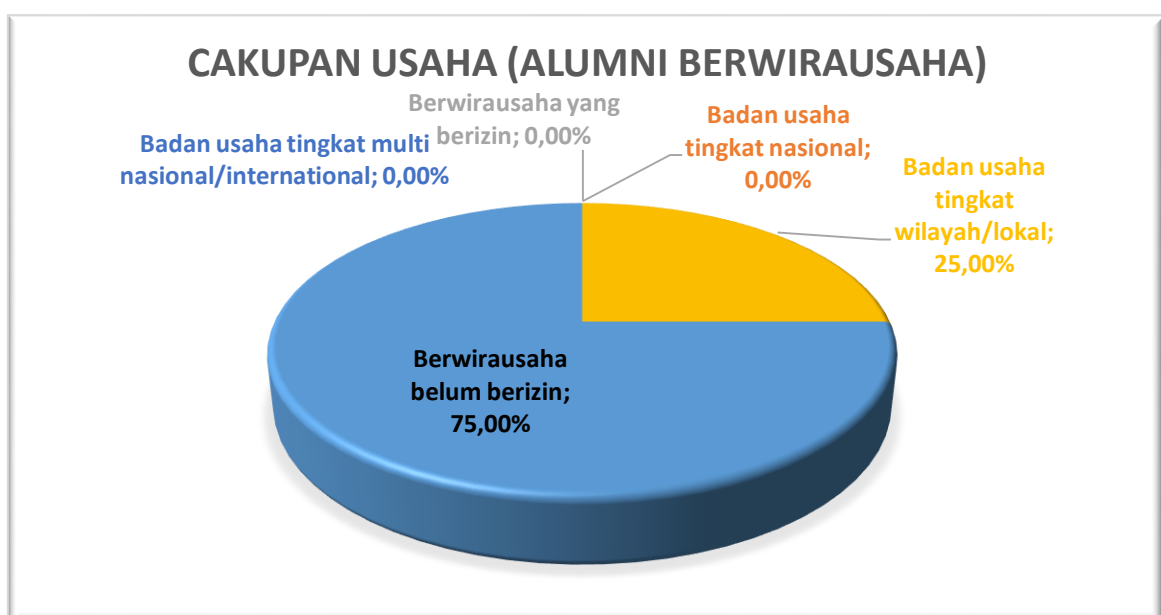 CAKUPAN USAHA (ALUMNI BERWIRAUSAHA)
Badan usaha tingkat multi
nasional/international; 0,00%
Berwirausaha yang
berizin; 0,00%
Badan usaha
tingkat nasional;
0,00%
Badan usaha
tingkat
wilayah/lokal;
25,00%
Berwirausaha
belum berizin;
75,00%